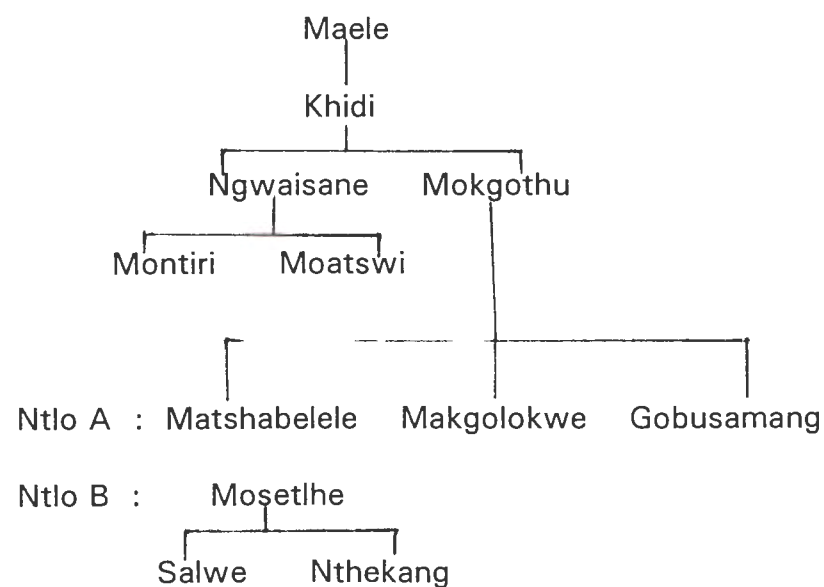 Maele
Khidi
Ngwaisane Mokgothu
Montiri Moatswi
Ntlo A : Matshabelele Makgolokwe Gobusamang
Ntlo B : Mosetlhe
Salwe Nthekang